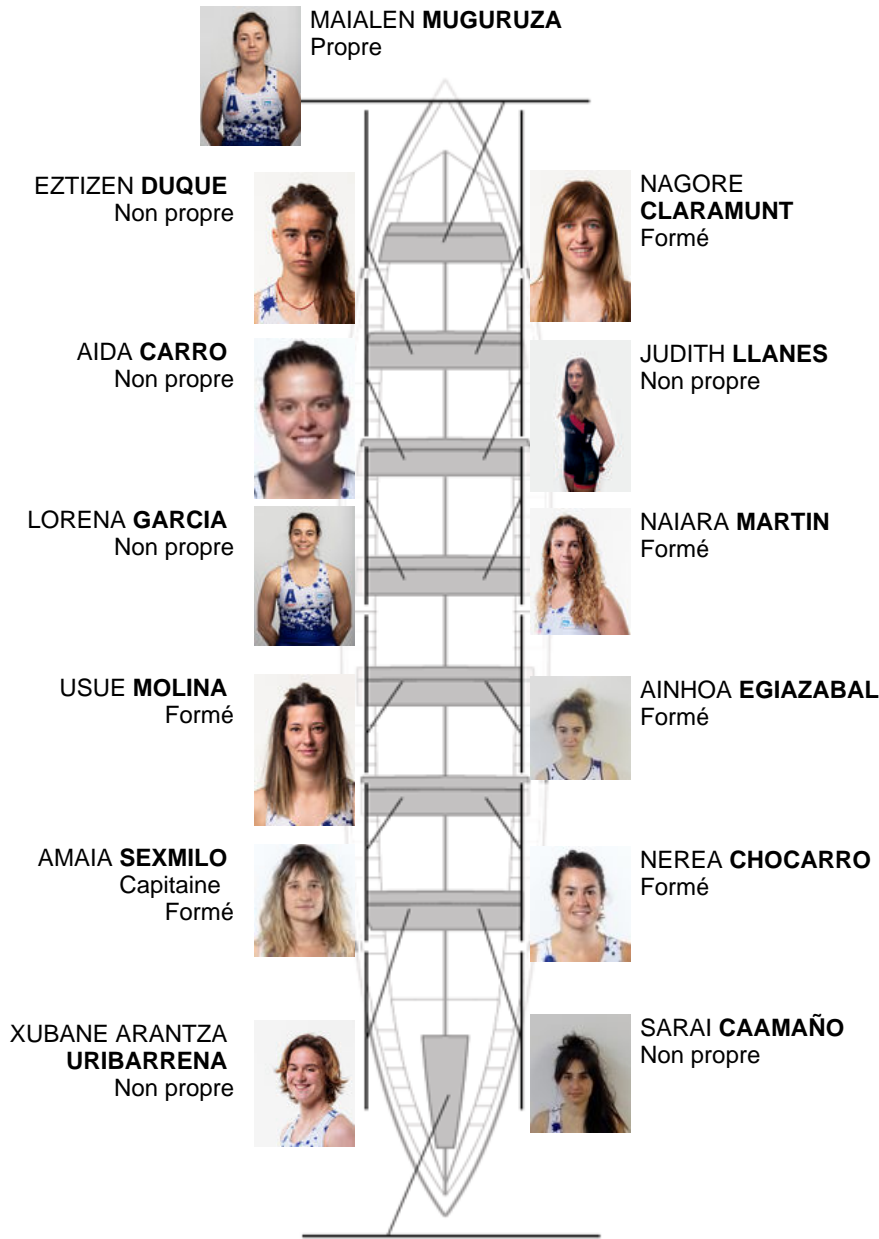 MAIALEN MUGURUZA
Propre
EZTIZEN DUQUE
Non propre
NAGORE
CLARAMUNT
Formé
AIDA CARRO
Non propre
JUDITH LLANES
Non propre
LORENA GARCIA
Non propre
NAIARA MARTIN
Formé
USUE MOLINA
Formé
AINHOA EGIAZABAL
Formé
AMAIA SEXMILO
Capitaine
Formé
NEREA CHOCARRO
Formé
XUBANE ARANTZA
URIBARRENA
Non propre
SARAI CAAMAÑO
Non propre